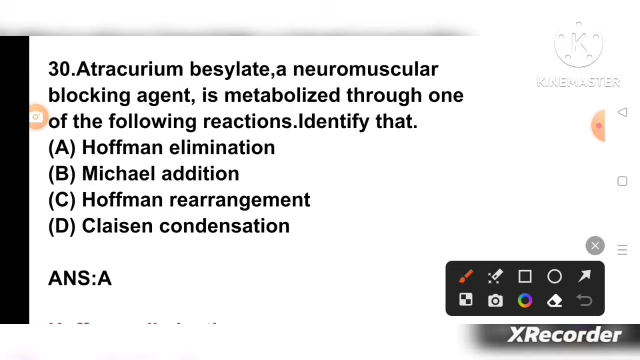 KINEMASTER
30.Atracurium besylate,a neuromuscular
blocking agent, is metabolized through one
of the following reactions.Identify that.
(A) Hoffman elimination
(B) Michael addition
(C) Hoffman rearrangement
(D) Claisen condensation
ANS:A
XRecorder